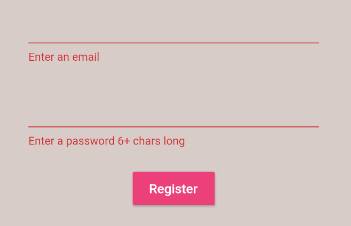 Enter an email
Enter a password 6+ chars long
Register